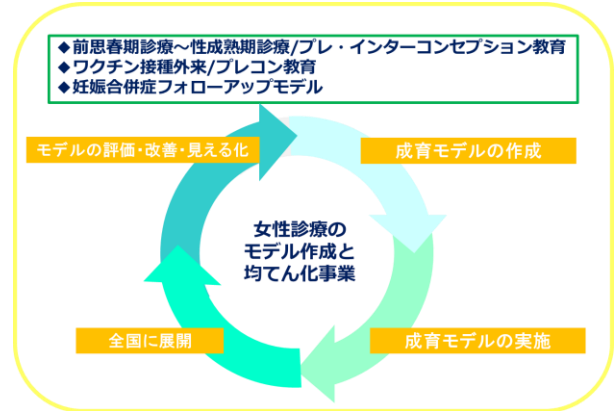 ◆前思春期診療～性成熟期診療/プレ・インターコンセプション教育
◆ワクチン接種外来/プレコン教育
◆妊娠合併症フォローアップモデル
モデルの評価・改善・見える化
成育モデルの作成
女性診療の
モデル作成と
均てん化事業
全国に展開
成育モデルの実施